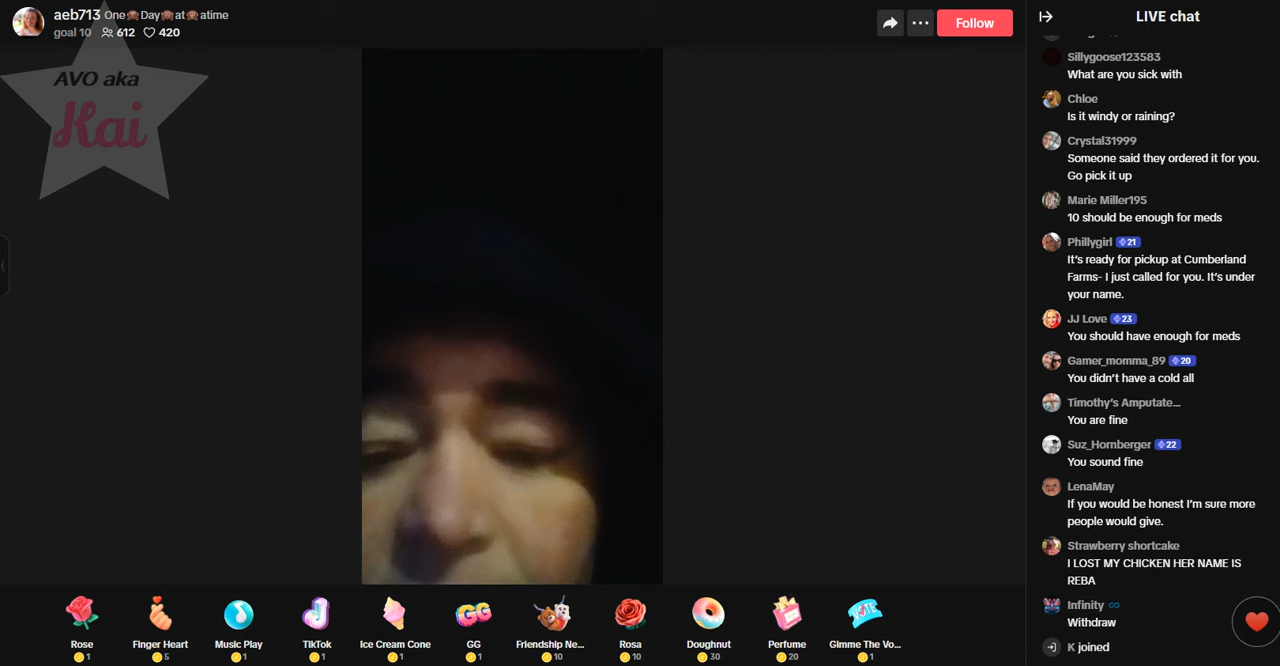 aeb713 One🙈Day🙈at🙈atime
goal 10 612 420
Follow
AVO aka
Kai
LIVE chat
Sillygoose123583
What are you sick with
Chloe
Is it windy or raining?
Crystal31999
Someone said they ordered it for you.
Go pick it up
Marie Miller195
10 should be enough for meds
Phillygirl 21
It's ready for pickup at Cumberland
Farms- I just called for you. It's under
your name.
JJ Love 23
You should have enough for meds
Gamer_momma_89 20
You didn't have a cold all
Timothy's Amputate...
You are fine
Suz_Hornberger 22
You sound fine
LenaMay
If you would be honest I'm sure more
people would give.
Strawberry shortcake
I LOST MY CHICKEN HER NAME IS
REBA
Infinity ∞
Withdraw
K joined
GG
VOTE
Rose
Finger Heart
Music Play
TikTok
Ice Cream Cone
GG
Friendship Ne...
Rosa
Doughnut
Perfume
GImme The Vo...
1
5
1
1
1
1
10
10
30
20
1